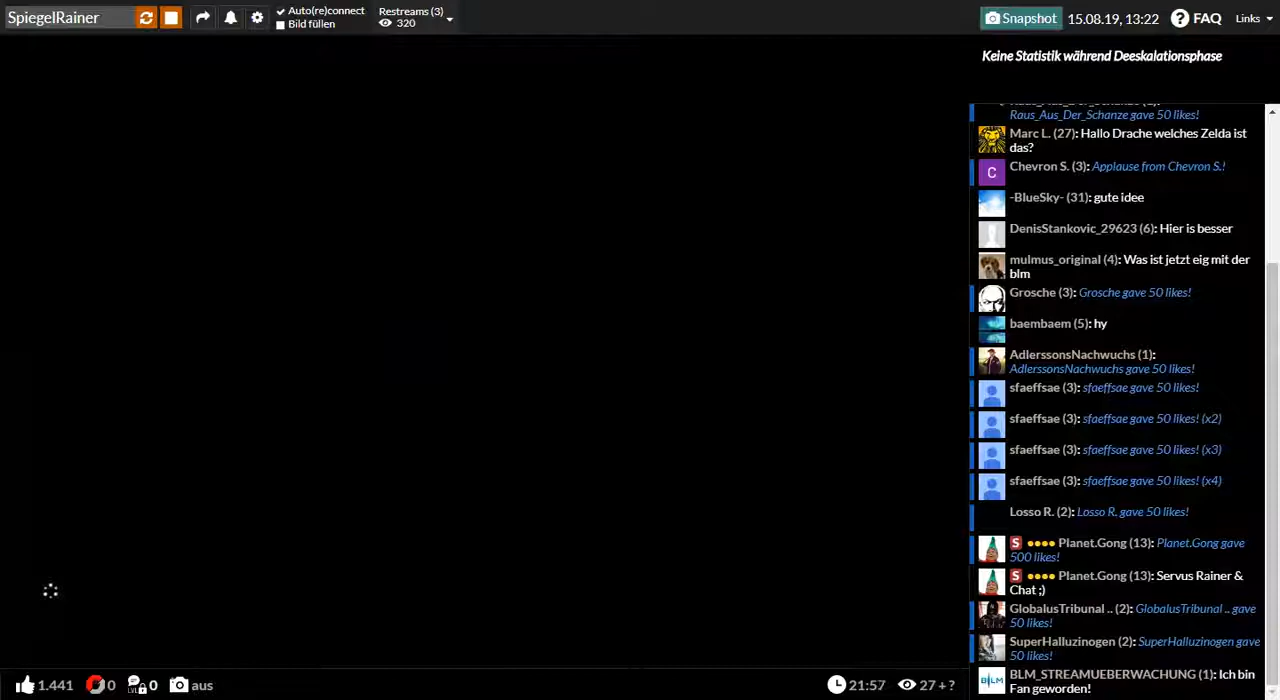 SpiegelRainer
Auto(re)connect
Bild füllen
Restreams (3)
320
Snapshot
15.08.19, 13:22
FAQ
Links
Keine Statistik während Deeskalationsphase
Raus_Aus_Der_Schanze gave 50 likes!
Marc L. (27): Hallo Drache welches Zelda ist
das?
C
Chevron S. (3): Applause from Chevron S.!
-BlueSky- (31): gute idee
DenisStankovic_29623 (6): Hier is besser
mulmus_original (4): Was ist jetzt eig mit der
blm
Grosche (3): Grosche gave 50 likes!
baembaem (5): hy
AdlerssonsNachwuchs (1):
AdlerssonsNachwuchs gave 50 likes!
sfaeffsae (3): sfaeffsae gave 50 likes!
sfaeffsae (3): sfaeffsae gave 50 likes! (x2)
sfaeffsae (3): sfaeffsae gave 50 likes! (x3)
sfaeffsae (3): sfaeffsae gave 50 likes! (x4)
Losso R. (2): Losso R. gave 50 likes!
S Planet.Gong (13): Planet.Gong gave
500 likes!
S Planet.Gong (13): Servus Rainer &
Chat ;)
GlobalusTribunal .. (2): GlobalusTribunal .. gave
50 likes!
SuperHalluzinogen (2): SuperHalluzinogen gave
50 likes!
BLM BLM_STREAMUEBERWACHUNG (1): Ich bin
Fan geworden!
1.441
0
LVL 0
aus
21:57
27 + ?